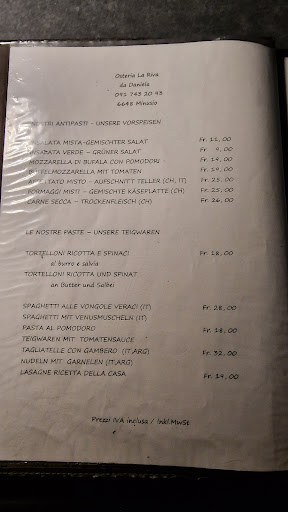 Osteria La Riva
da Daniela
091 743 20 93
6648 Minusio
ANTIPASTI – UNSERE VORSPEISEN
INSALATA MISTA-GEMISCHTER SALAT Fr. 11,00
INSALATA VERDE – GRÜNER SALAT Fr. 9,00
MOZZARELLA DI BUFALA CON POMODORI - Fr. 19,00
BÜFFELMOZZARELLA MIT TOMATEN Fr. 19,00
AFFETTATO MISTO – AUFSCHNITT TELLER (CH, IT) Fr. 25,00
FORMAGGI MISTI – GEMISCHTE KÄSEPLATTE (CH) Fr. 25,00
CARNE SECCA – TROCKENFLEISCH (CH) Fr. 26,00
LE NOSTRE PASTE – UNSERE TEIGWAREN
TORTELLONI RICOTTA E SPINACI Fr. 18,00
al burro e salvia
TORTELLONI RICOTTA UND SPINAT
an Butter und Salbei
SPAGHETTI ALLE VONGOLE VERACI (IT) Fr. 28,00
SPAGHETTI MIT VENUSMUSCHELN (IT)
PASTA AL POMODORO Fr. 18,00
TEIGWAREN MIT TOMATENSAUCE
TAGLIATELLE CON GAMBERO (IT,ARG) Fr. 32,00
NUDELN MIT GARNELEN (IT,ARG)
LASAGNE RICETTA DELLA CASA Fr. 19,00
Prezzi IVA inclusa / Inkl.MwSt